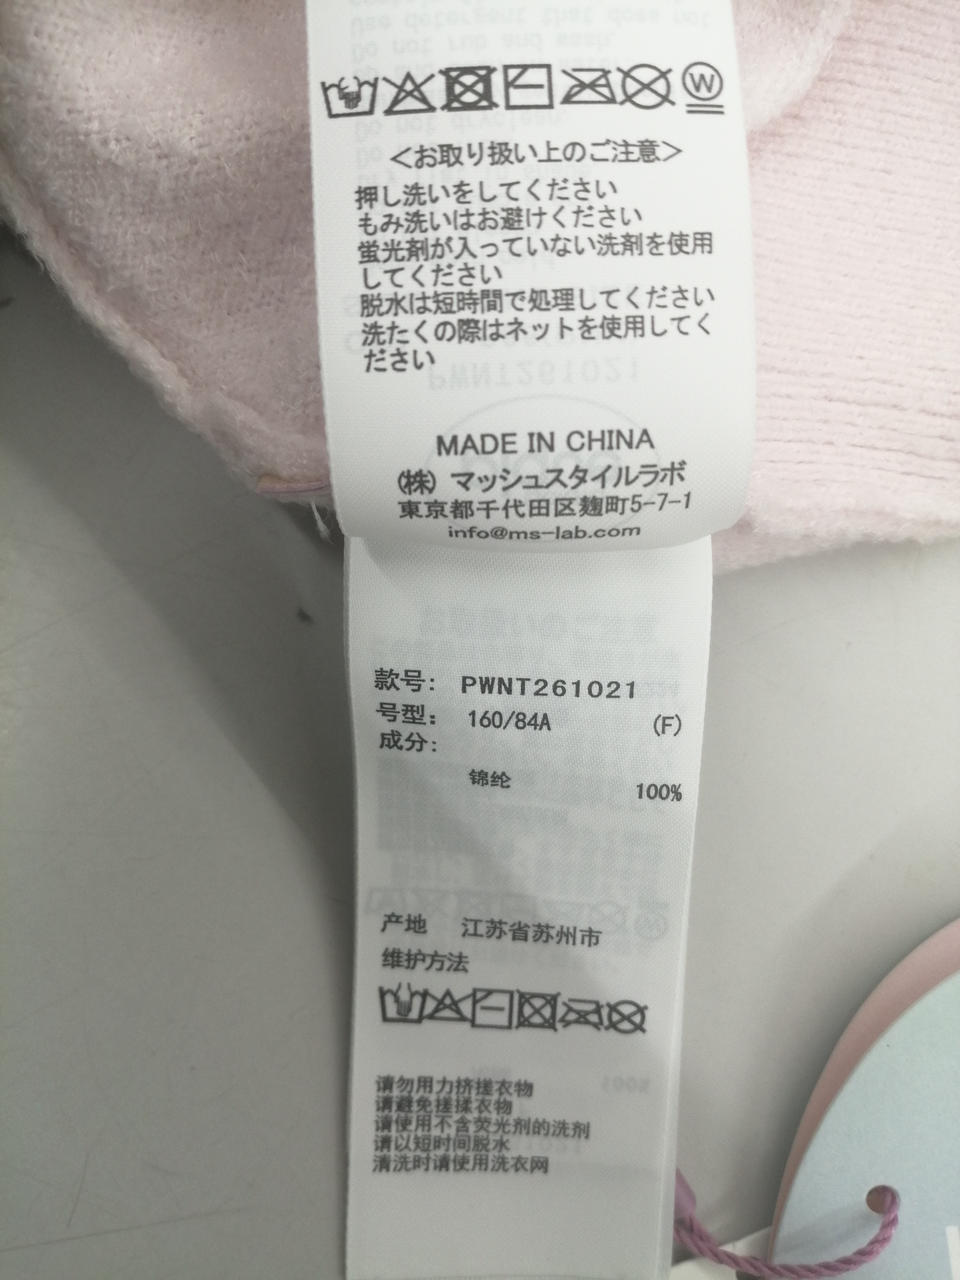 W
<お取り扱い上のご注意>
押し洗いをしてください
もみ洗いはお避けください
蛍光剤が入っていない洗剤を使用
してください
脱水は短時間で処理してください
洗たくの際はネットを使用してく
ださい
MADE IN CHINA
(株) マッシュスタイルラボ
東京都千代田区麹町5-7-1
info@ms-lab.com
款号: PWNT261021
号型: 160/84A (F)
成分:
锦纶 100%
产地 江苏省苏州市
维护方法
请勿用力挤搓衣物
请避免搓揉衣物
请使用不含荧光剂的洗剂
请以短时间脱水
清洗时请使用洗衣网